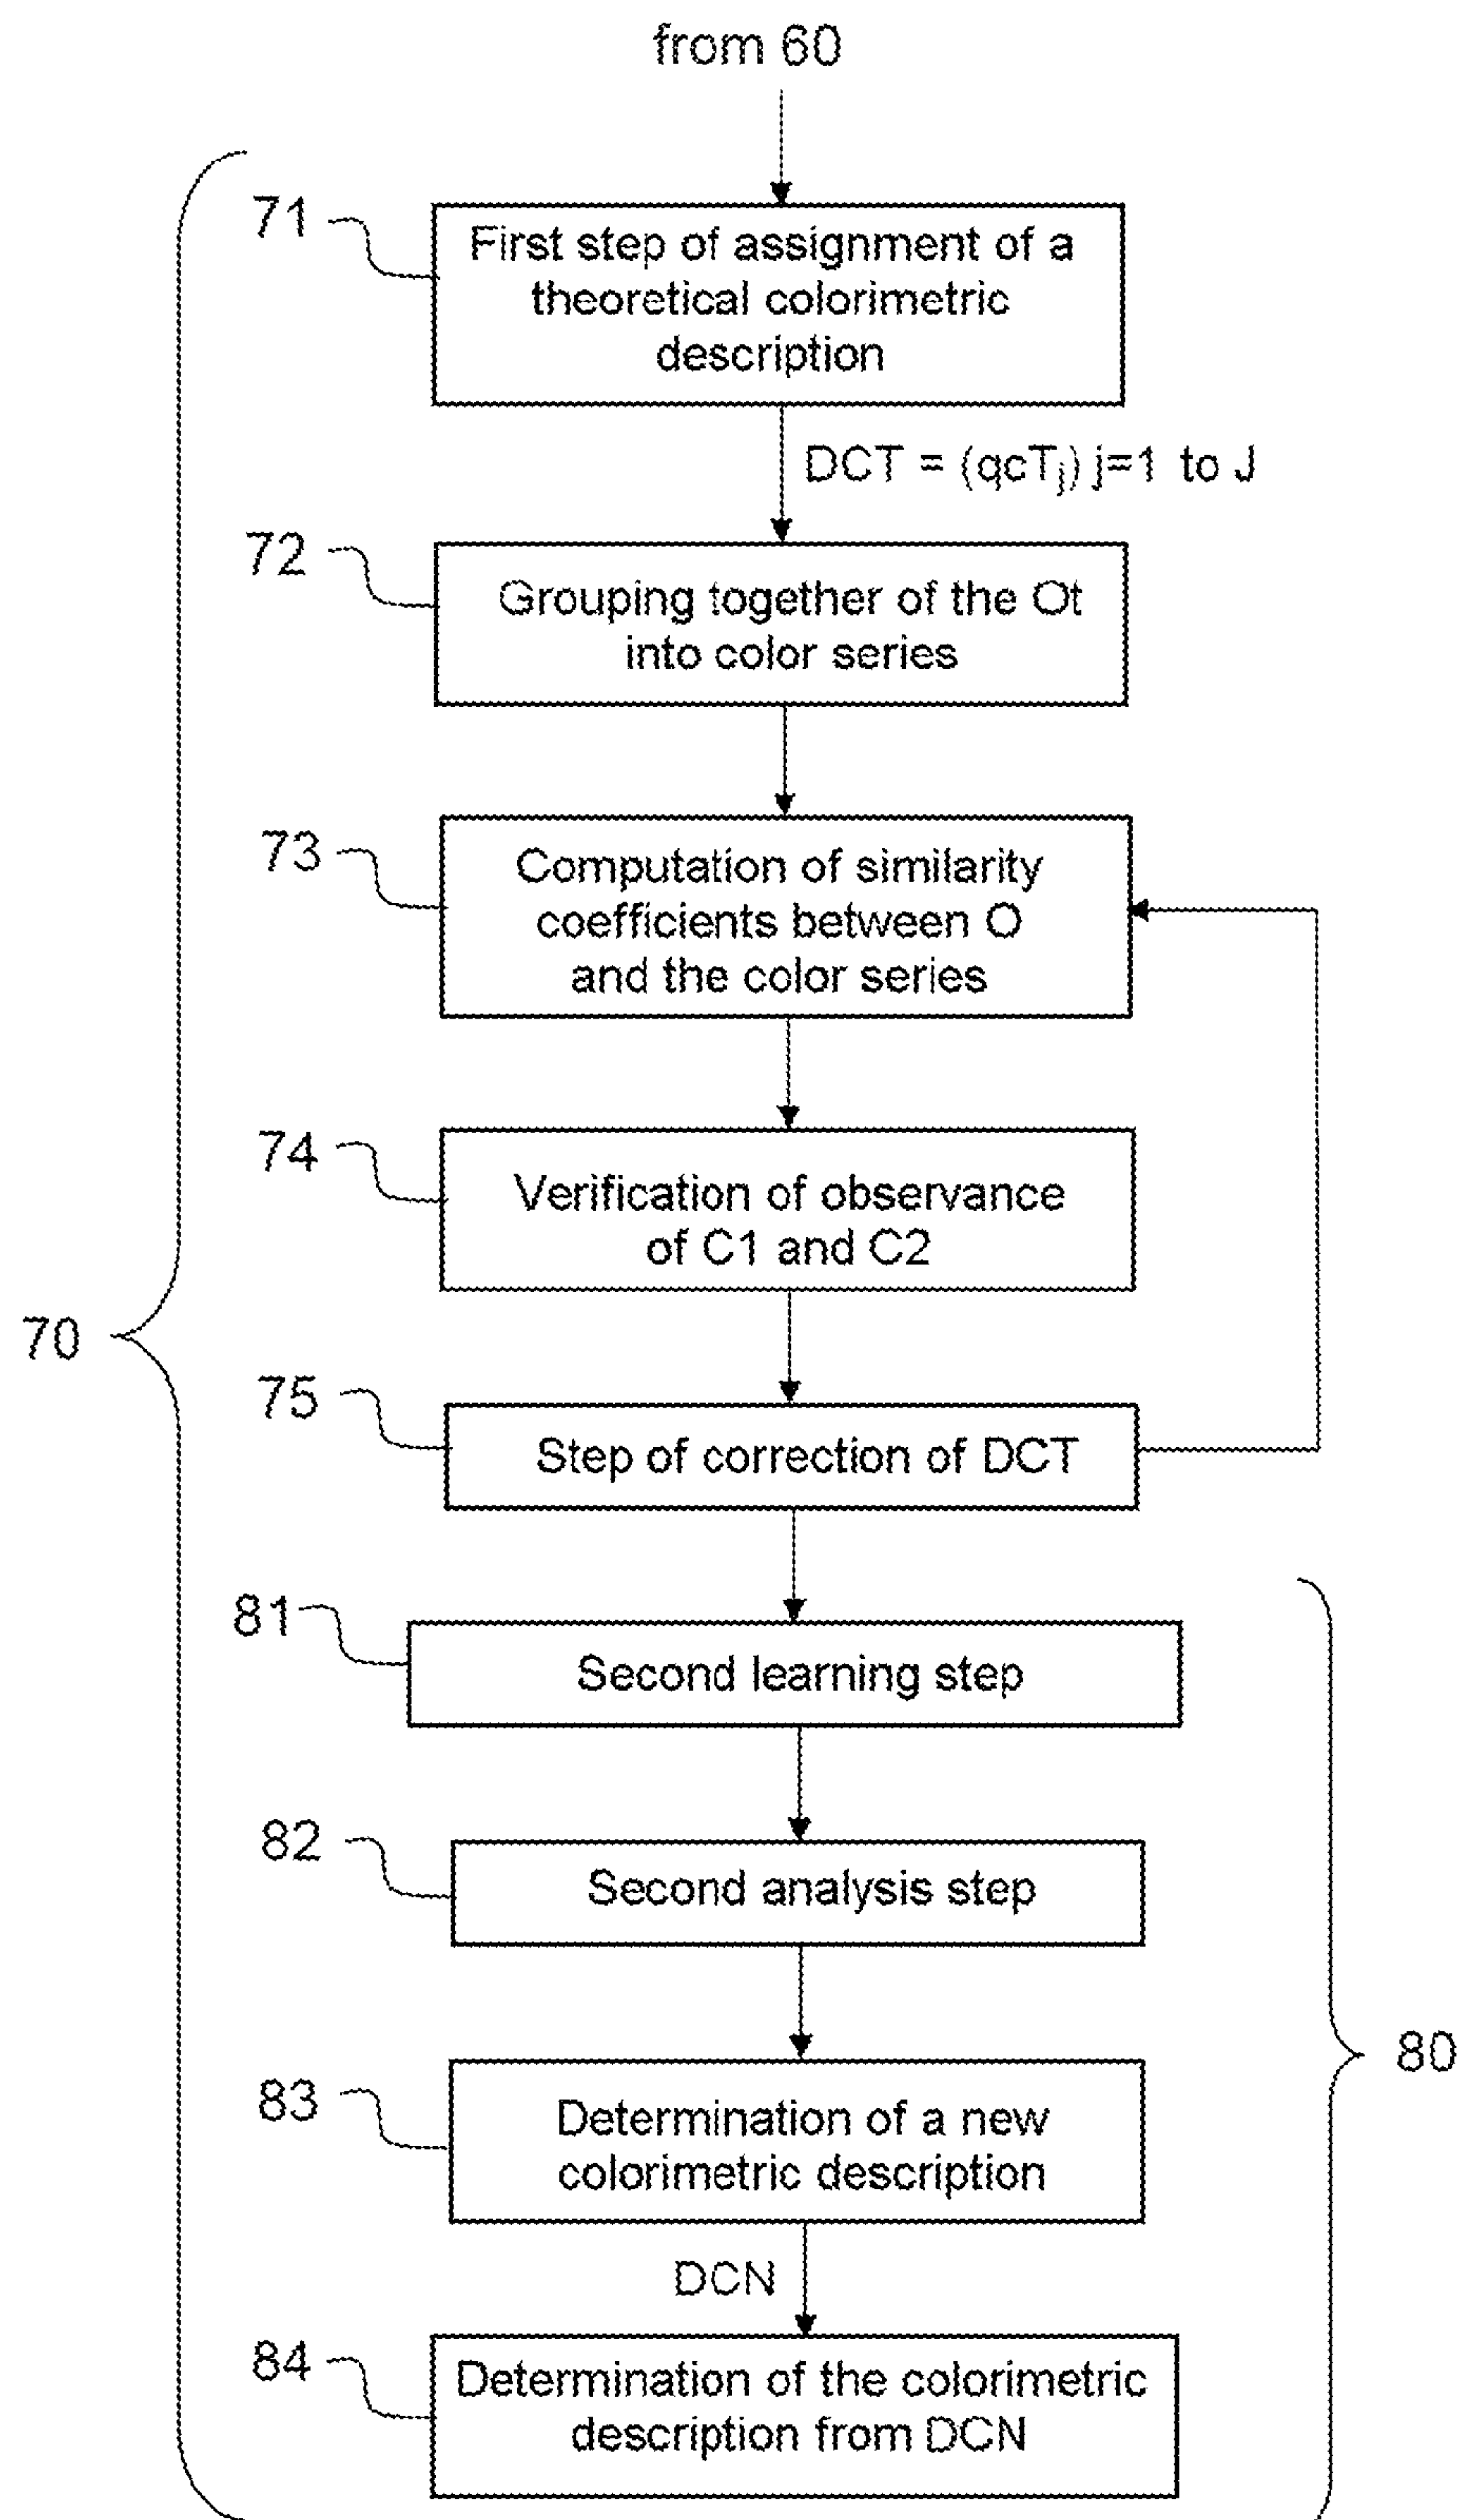 from 60
71
First step of assignment of a
theoretical colorimetric
description
DCT = (qcTj) j=1 to J
72
Grouping together of the Ot
into color series
73
Computation of similarity
coefficients between O
and the color series
74
Verification of observance
of C1 and C2
70
75
Step of correction of DCT
81
Second learning step
82
Second analysis step
80
83
Determination of a new
colorimetric description
DCN
84
Determination of the colorimetric
description from DCN